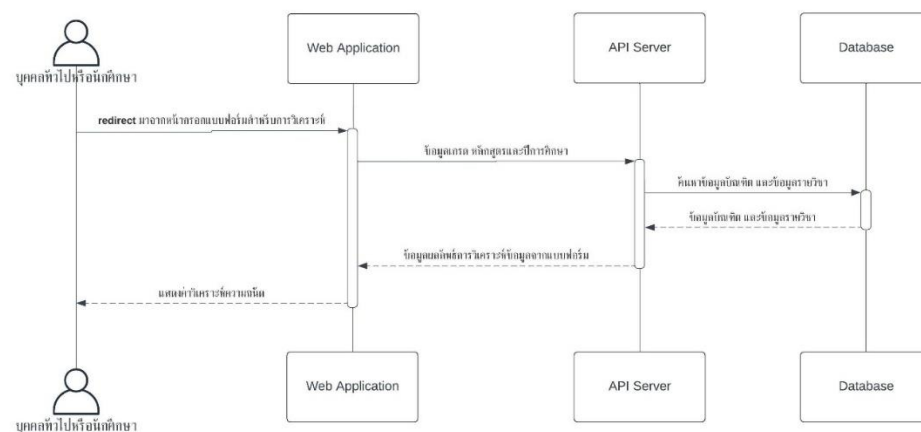 Web Application
API Server
Database
บุคคลทั่วไปหรือนักศึกษา
redirect มาจากหน้ากรอกแบบฟอร์มสำหรับการวิเคราะห์
ข้อมูลเกรด หลักสูตรและปีการศึกษา
ค้นหาข้อมูลบัณฑิต และข้อมูลรายวิชา
ข้อมูลบัณฑิต และข้อมูลรายวิชา
ข้อมูลผลลัพธ์การวิเคราะห์ข้อมูลจากแบบฟอร์ม
แสดงค่าวิเคราะห์ความถนัด
Web Application
API Server
Database
บุคคลทั่วไปหรือนักศึกษา